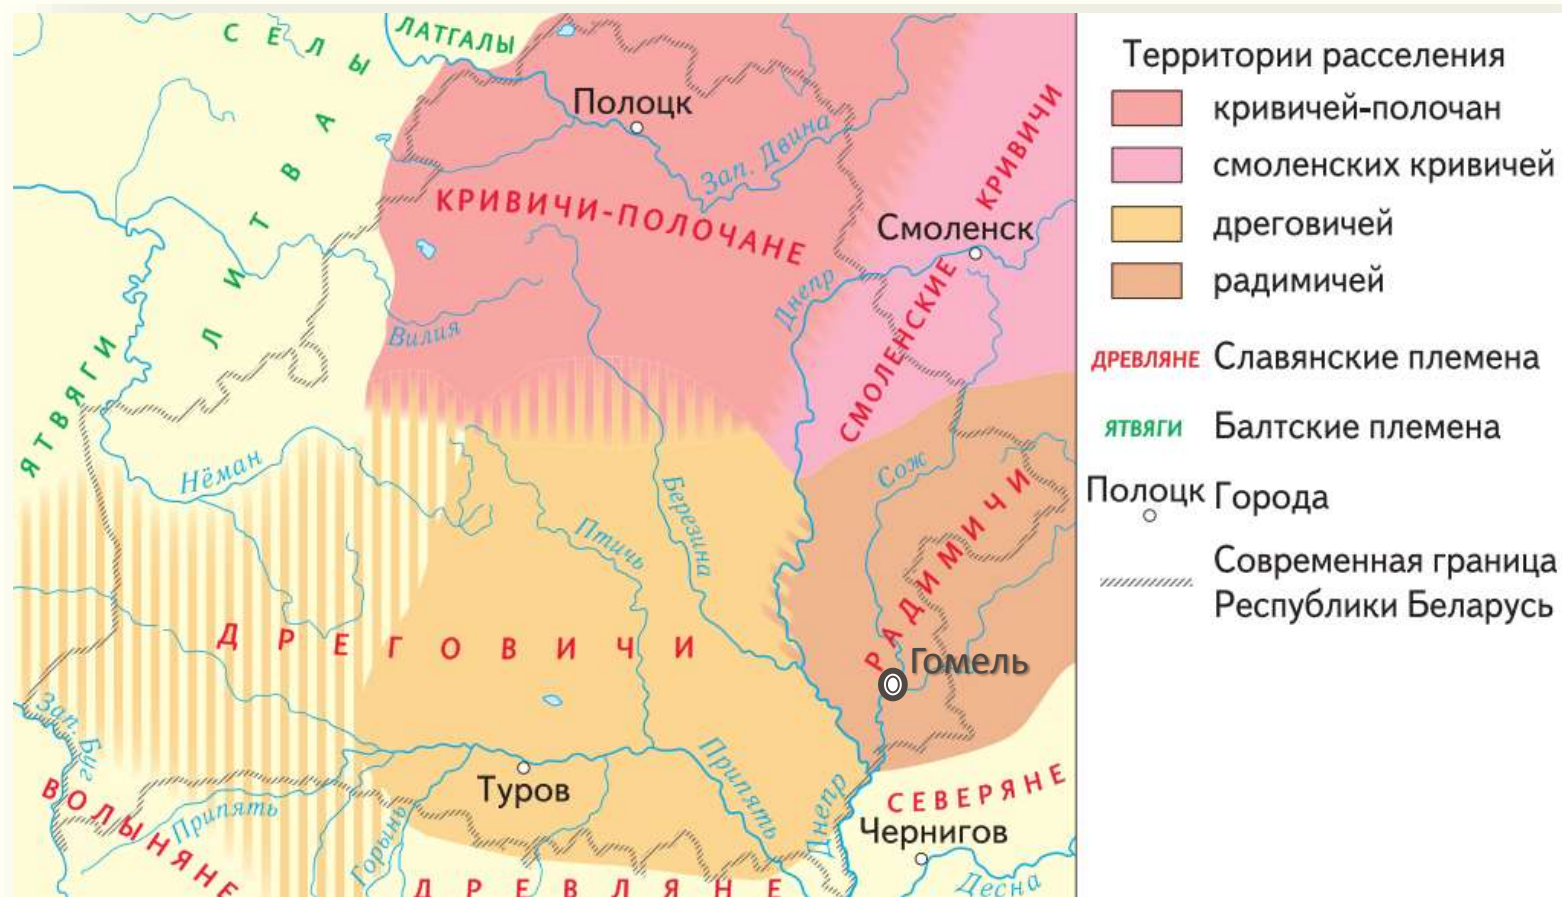 СЕЛЫ
ЛАТГАЛЫ
Полоцк
Зап. Двина
ЛИТВА
КРИВИЧИ-ПОЛОЧАНЕ
СМОЛЕНСКИЕ КРИВИЧИ
Смоленск
Днепр
Вилия
ЯТВЯГИ
Нёман
Сож
Березина
Птичь
РАДИМИЧИ
ДРЕГОВИЧИ
Гомель
Зап. Буг
Туров
Припять
Днепр
СЕВЕРЯНЕ
ВОЛЫНЯНЕ
Припять
Горынь
Чернигов
ДРЕВЛЯНЕ
Десна
Территории расселения
кривичей-полочан
смоленских кривичей
дреговичей
радимичей
ДРЕВЛЯНЕ Славянские племена
ЯТВЯГИ Балтские племена
Полоцк Города
Современная граница
Республики Беларусь